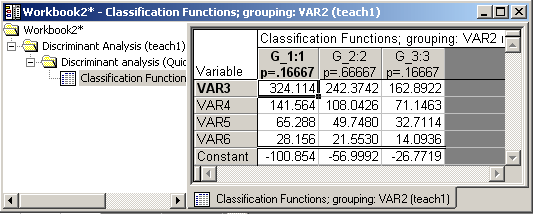 Workbook2* - Classification Functions; grouping: VAR2 (teach1)
Workbook2*
Discriminant Analysis (teach1)
Discriminant analysis (Quic
Classification Function
Classification Functions; grouping: VAR2
Variable G_1:1 p=.16667 G_2:2 p=.66667 G_3:3 p=.16667
VAR3 324.114 242.3742 162.8922
VAR4 141.564 108.0426 71.1463
VAR5 65.288 49.7480 32.7114
VAR6 28.156 21.5530 14.0936
Constant -100.854 -56.9992 -26.7719
Classification Functions; grouping: VAR2 (teach1)